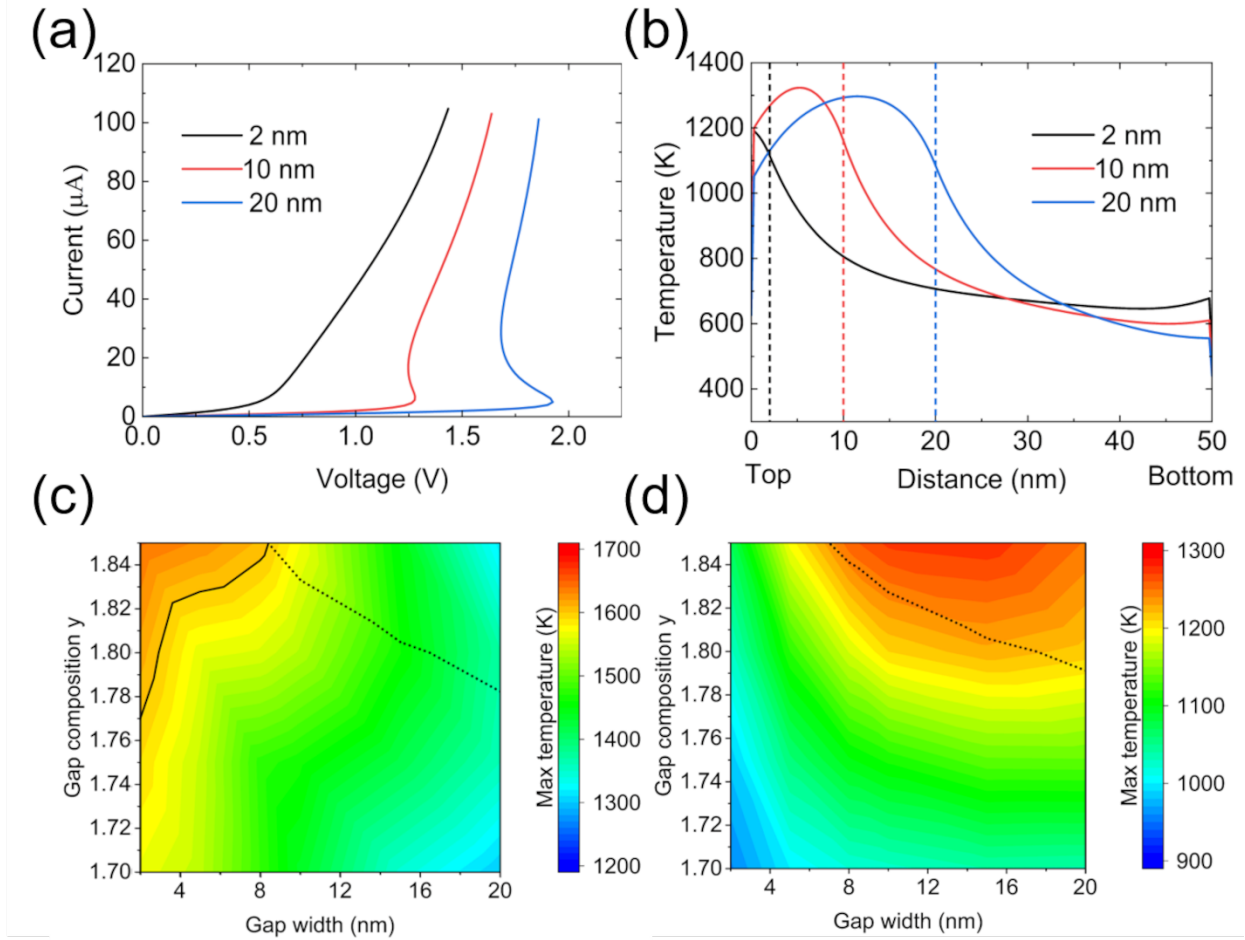 (a)
120
100
80
60
40
20
0
Current (μA)
2 nm
10 nm
20 nm
0.0 0.5 1.0 1.5 2.0
Voltage (V)
(b)
1400
1200
1000
800
600
400
Temperature (K)
2 nm
10 nm
20 nm
0 10 20 30 40 50
Top Distance (nm) Bottom
(c)
1.84
1.82
1.80
1.78
1.76
1.74
1.72
1.70
Gap composition y
4 8 12 16 20
Gap width (nm)
Max temperature (K)
1700
1600
1500
1400
1300
1200
(d)
1.84
1.82
1.80
1.78
1.76
1.74
1.72
1.70
Gap composition y
4 8 12 16 20
Gap width (nm)
Max temperature (K)
1300
1200
1100
1000
900